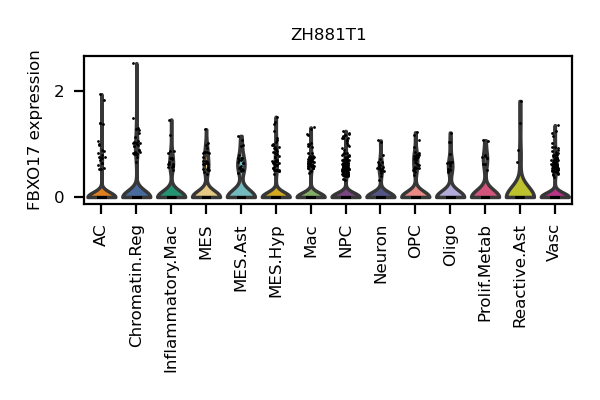 ZH881T1
FBXO17 expression
2
0
AC
Chromatin.Reg
Inflammatory.Mac
MES
MES.Ast
MES.Hyp
Mac
NPC
Neuron
OPC
Oligo
Prolif.Metab
Reactive.Ast
Vasc